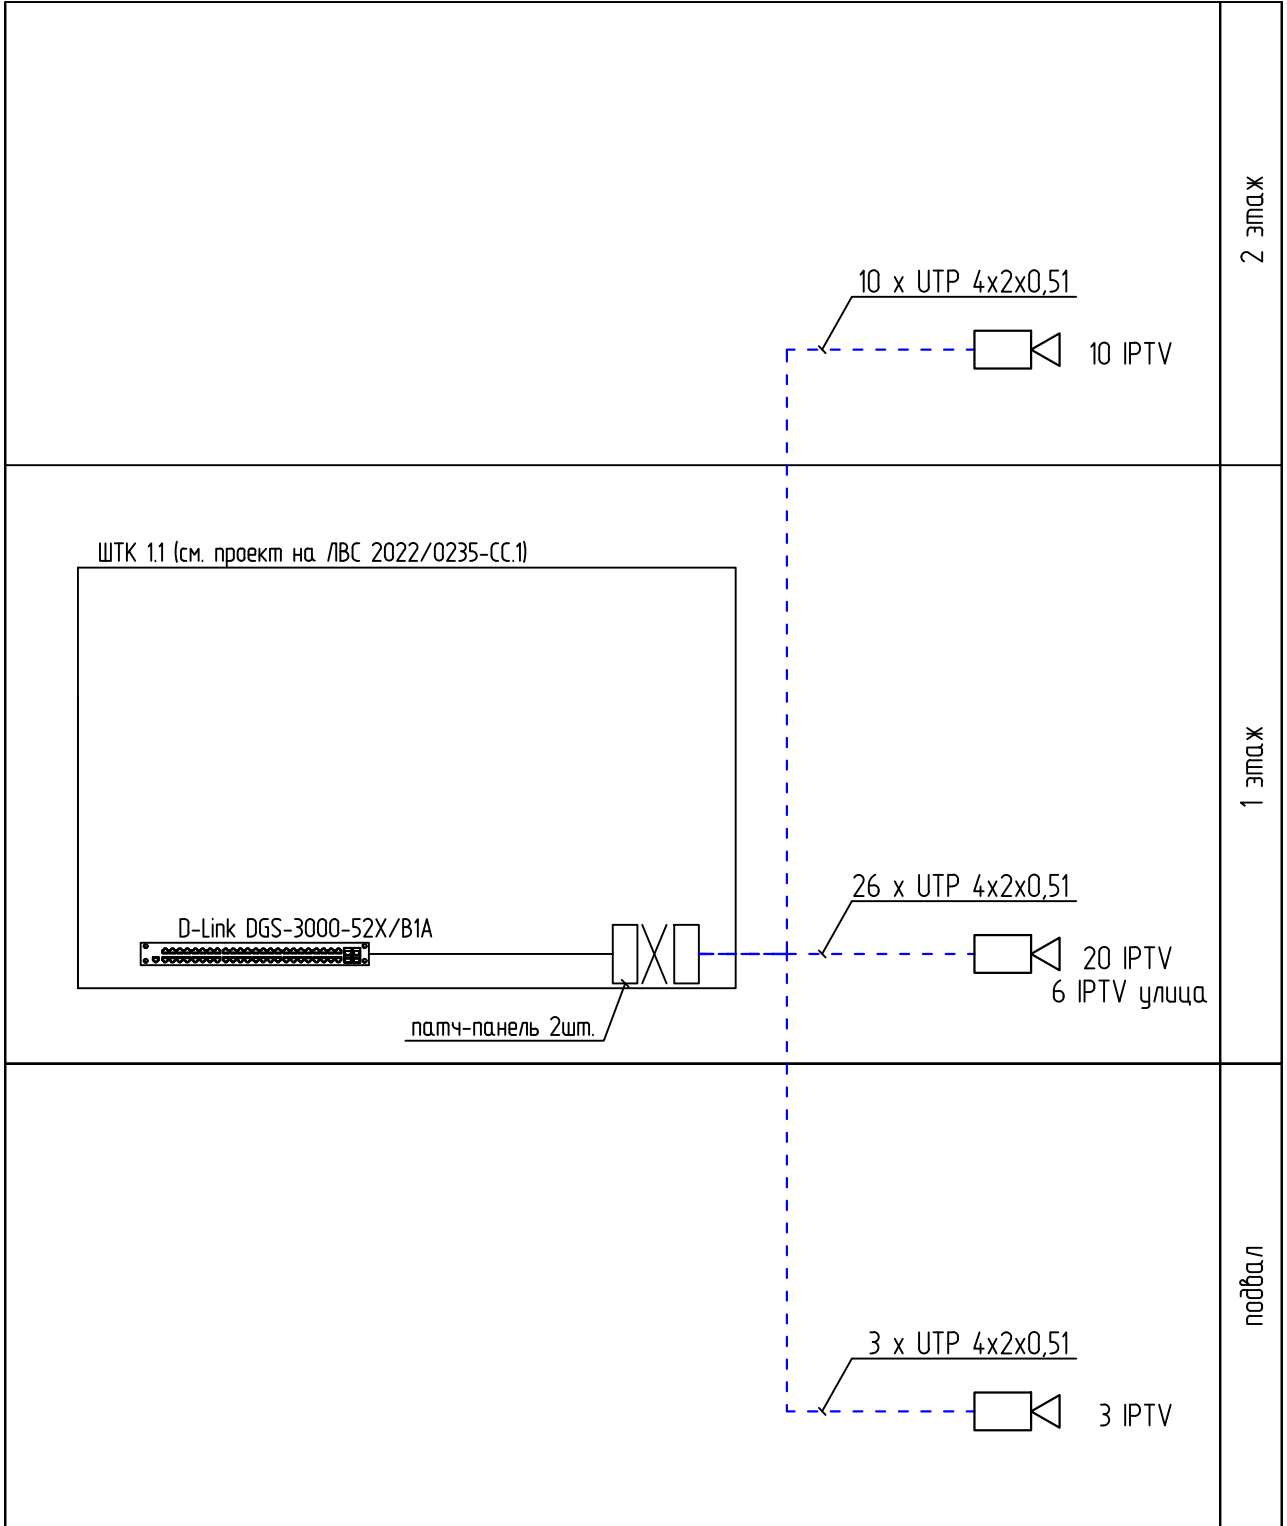 2 этаж
10 x UTP 4x2x0,51
10 IPTV
ШТК 1.1 (см. проект на ЛВС 2022/0235-СС.1)
1 этаж
26 x UTP 4x2x0,51
D-Link DGS-3000-52X/B1A
20 IPTV
6 IPTV улица
патч-панель 2шт.
подвал
3 x UTP 4x2x0,51
3 IPTV